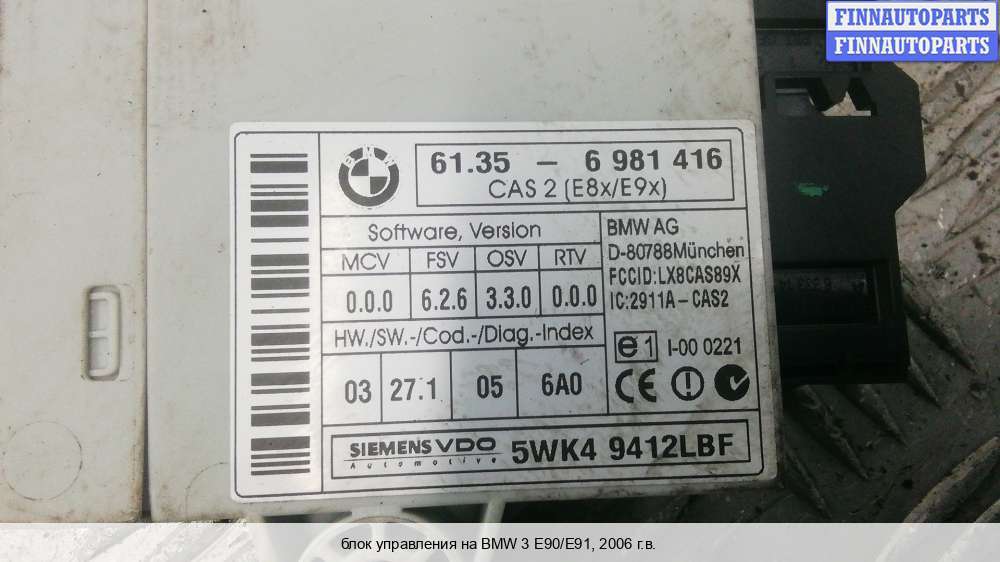 FINNAUTOPARTS
FINNAUTOPARTS
BMW
61.35 – 6 981 416
CAS 2 (E8x/E9x)
Software, Version
MCV FSV OSV RTV
0.0.0 6.2.6 3.3.0 0.0.0
HW./SW.-/Cod.-/Diag.-Index
03 27.1 05 6A0
BMW AG
D-80788München
FCCID:LX8CAS89X
IC:2911A–CAS2
e1 I-00 0221
CE
SIEMENS VDO
Automotive
5WK4 9412LBF
блок управления на BMW 3 E90/E91, 2006 г.в.